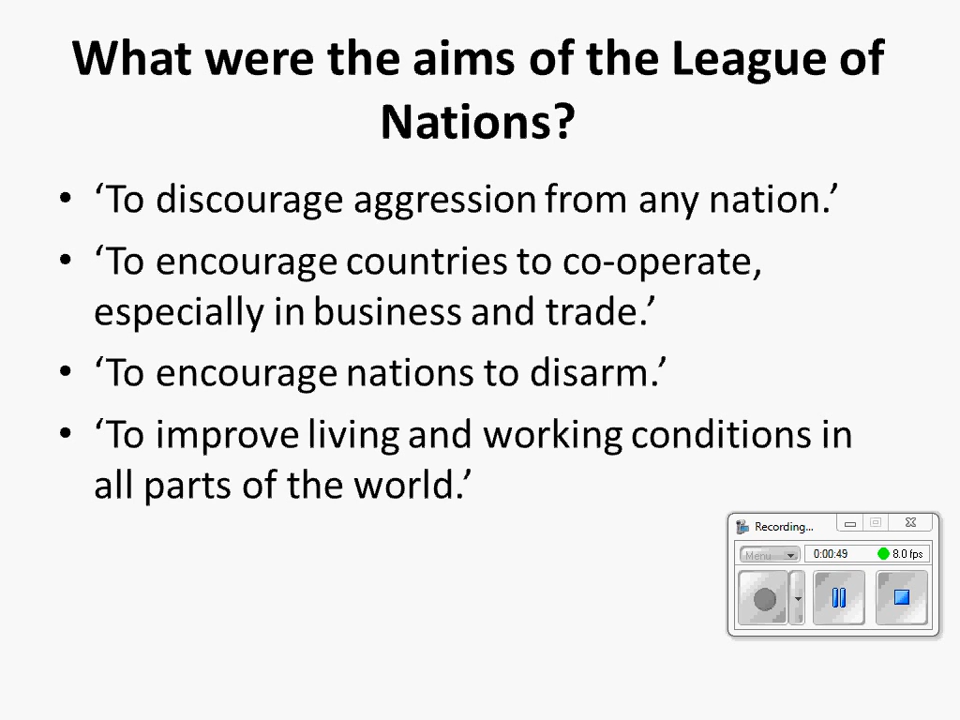 What were the aims of the League of
Nations?
• ‘To discourage aggression from any nation.’
• ‘To encourage countries to co-operate,
especially in business and trade.’
• ‘To encourage nations to disarm.’
• ‘To improve living and working conditions in
all parts of the world.’
Recording...
Menu
0:00:49
8.0 fps